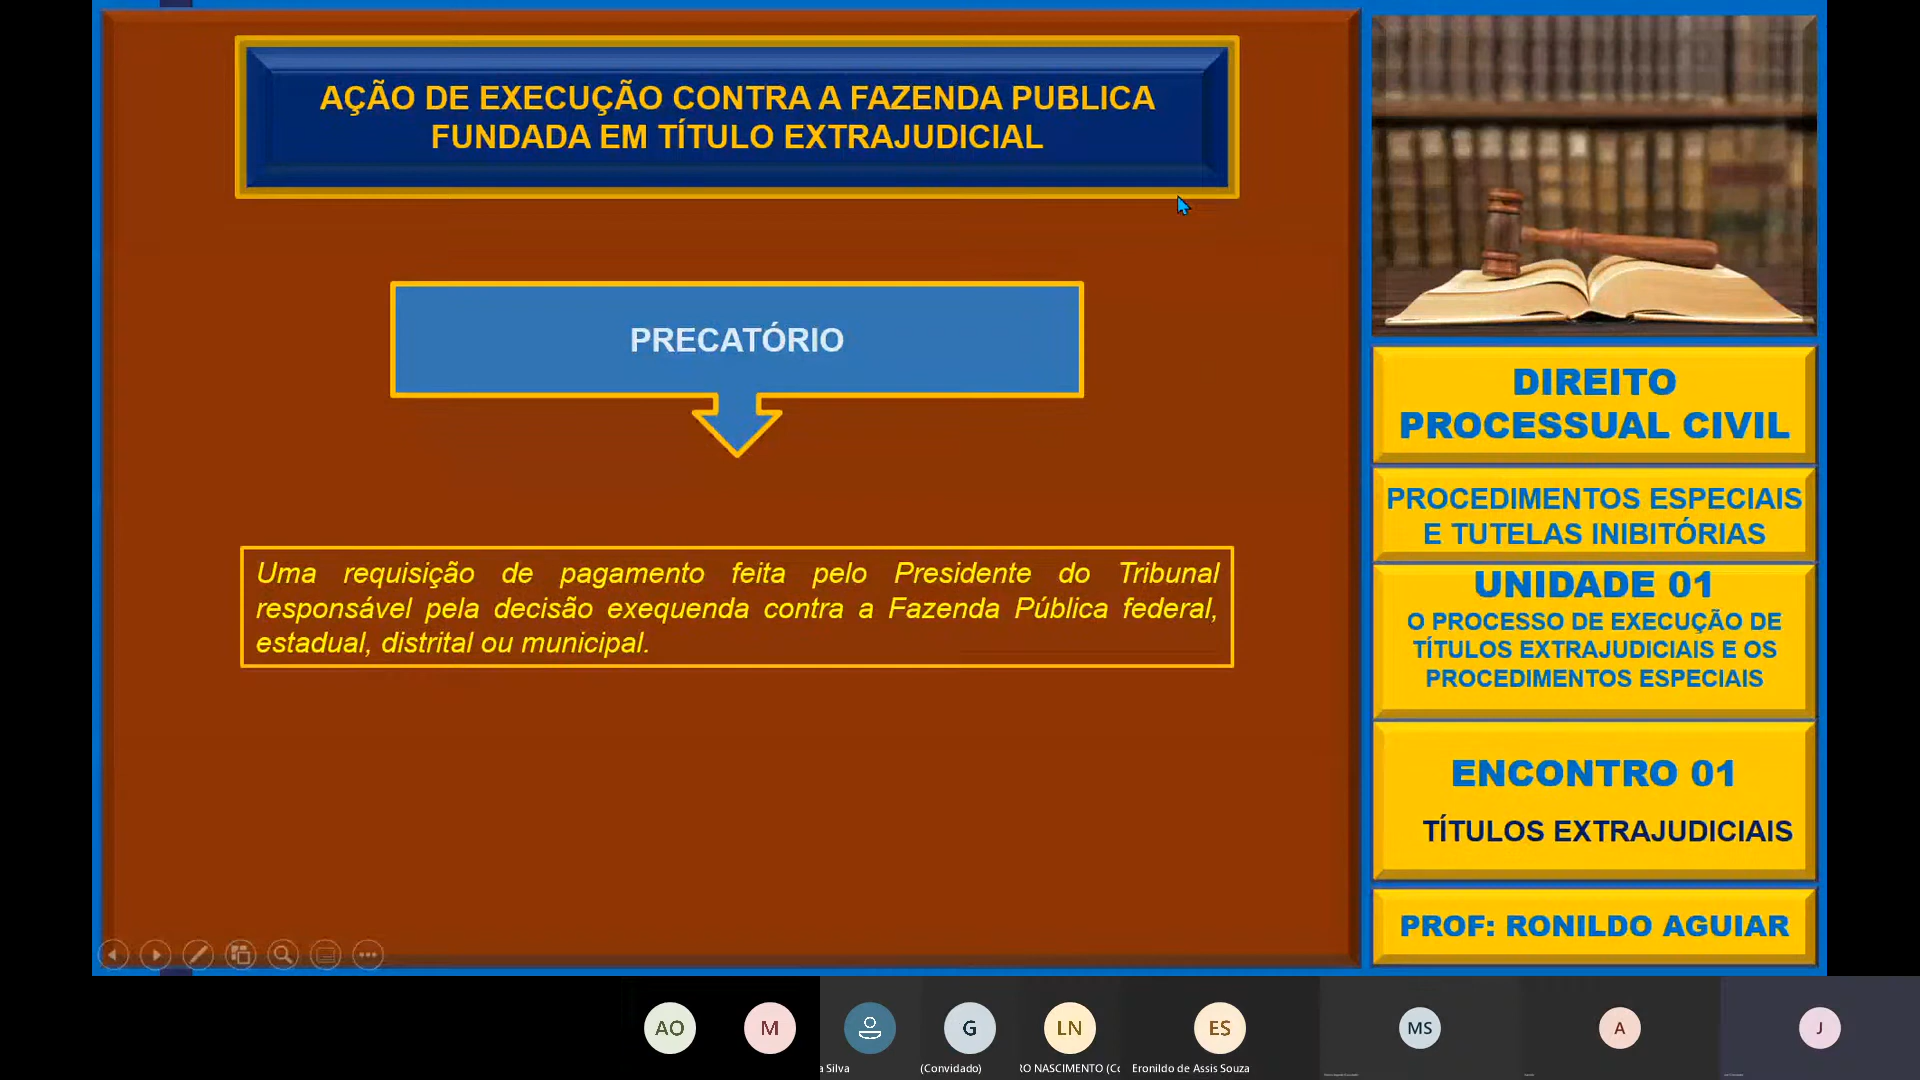 AÇÃO DE EXECUÇÃO CONTRA A FAZENDA PUBLICA
FUNDADA EM TÍTULO EXTRAJUDICIAL
PRECATÓRIO
Uma requisição de pagamento feita pelo Presidente do Tribunal
responsável pela decisão exequenda contra a Fazenda Pública federal,
estadual, distrital ou municipal.
DIREITO
PROCESSUAL CIVIL
PROCEDIMENTOS ESPECIAIS
E TUTELAS INIBITÓRIAS
UNIDADE 01
O PROCESSO DE EXECUÇÃO DE
TÍTULOS EXTRAJUDICIAIS E OS
PROCEDIMENTOS ESPECIAIS
ENCONTRO 01
TÍTULOS EXTRAJUDICIAIS
PROF: RONILDO AGUIAR
AO
M
G
LN
ES
MS
A
J
a Silva
(Convidado)
RO NASCIMENTO (Co
Eronildo de Assis Souza